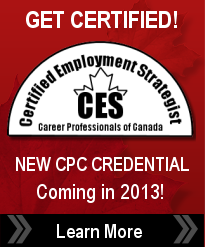 GET CERTIFIED!
Certified Employment Strategist
CES
Career Professionals of Canada
NEW CPC CREDENTIAL
Coming in 2013!
Learn More